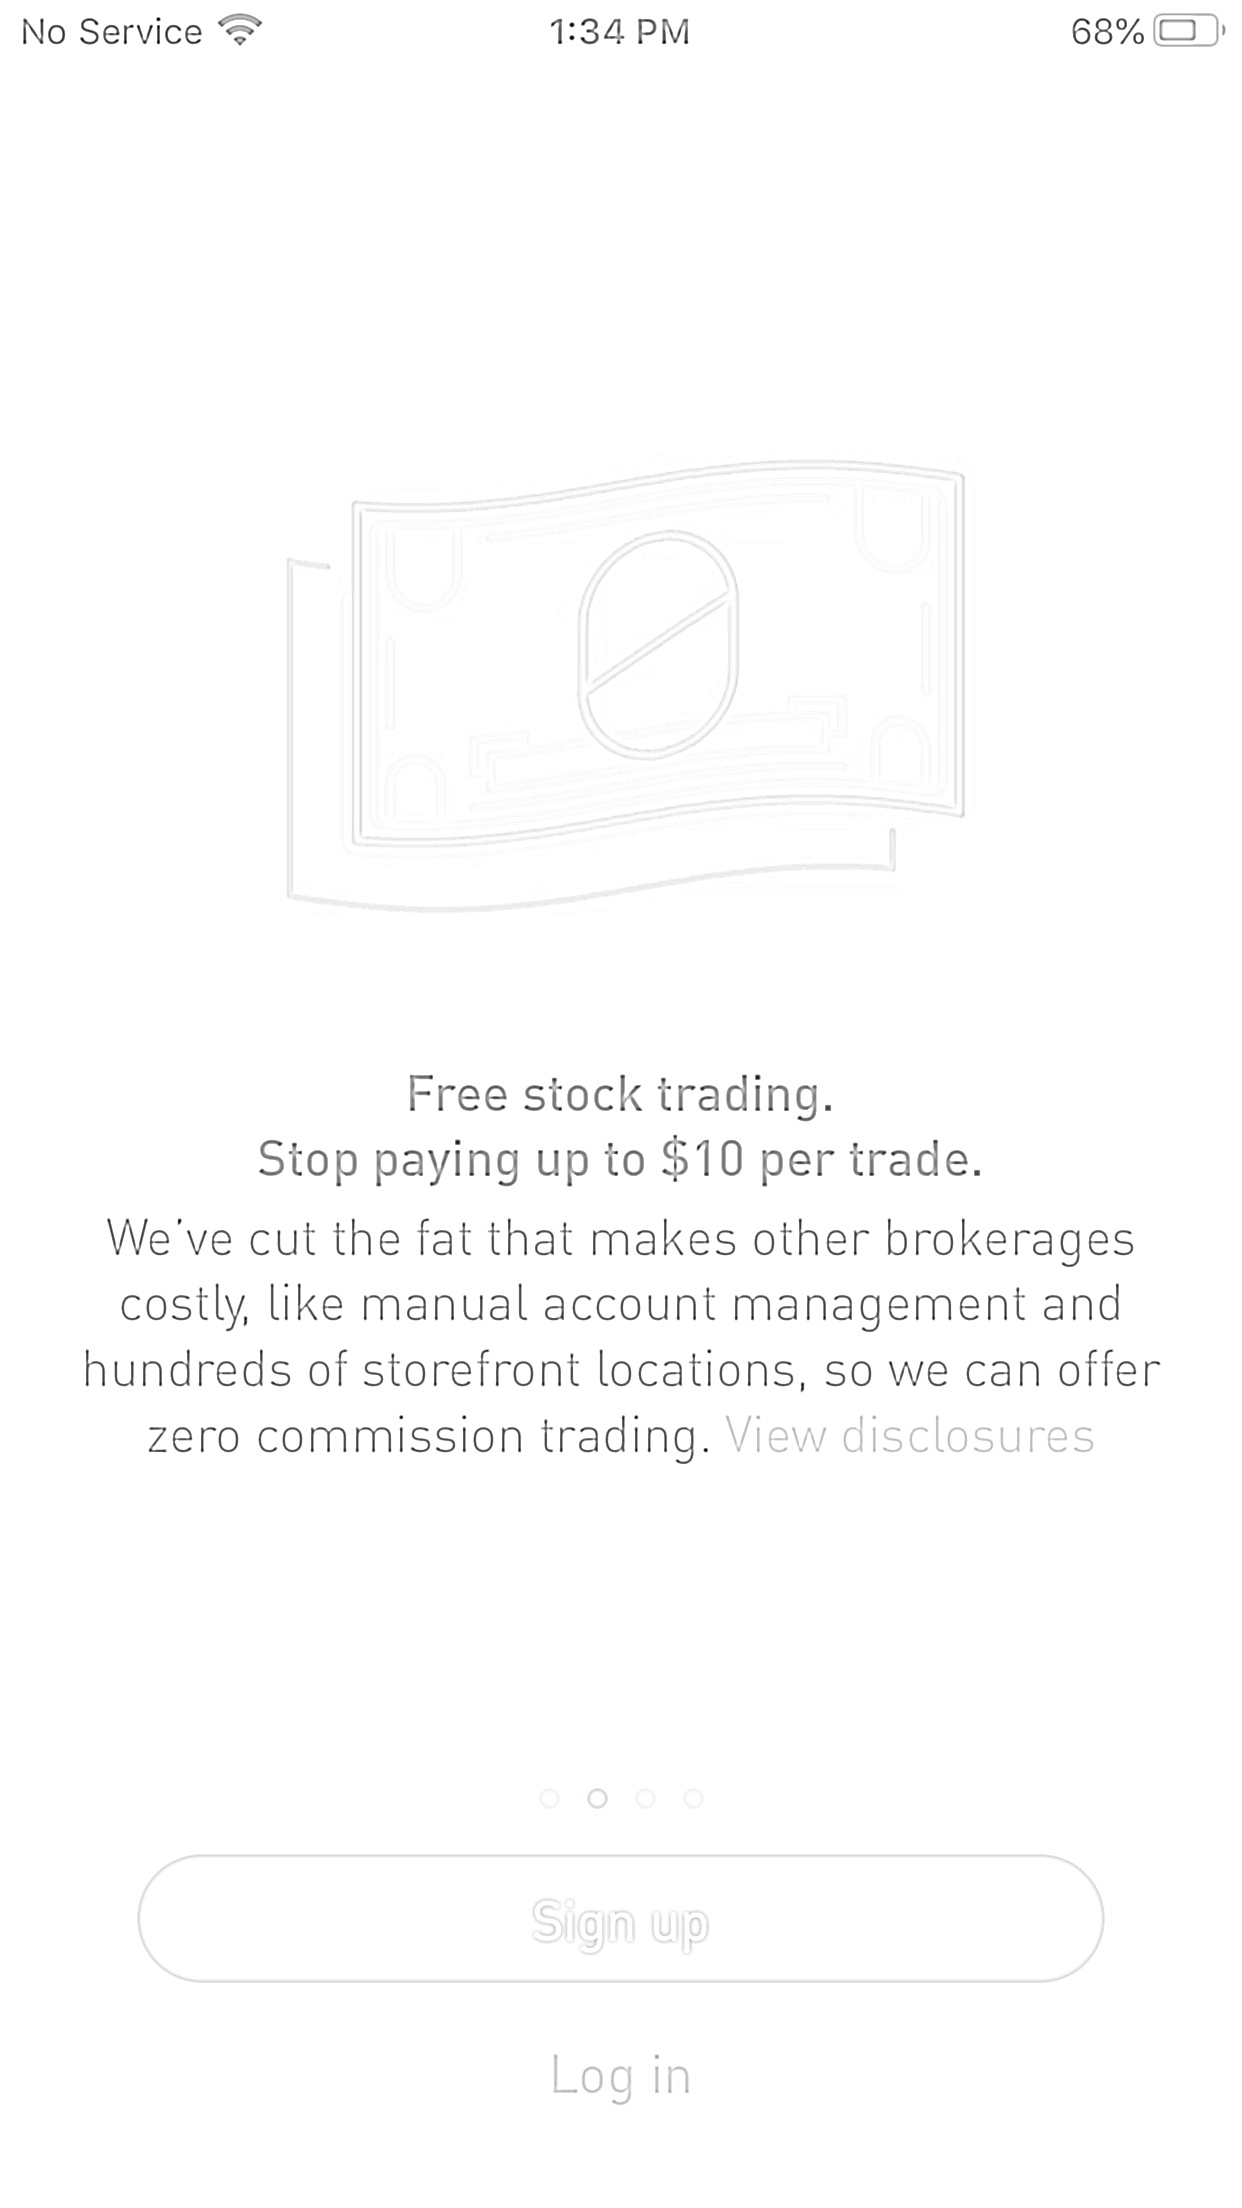 No Service 1:34 PM 68%
Free stock trading.
Stop paying up to $10 per trade.
We've cut the fat that makes other brokerages
costly, like manual account management and
hundreds of storefront locations, so we can offer
zero commission trading. View disclosures
Sign up
Log in